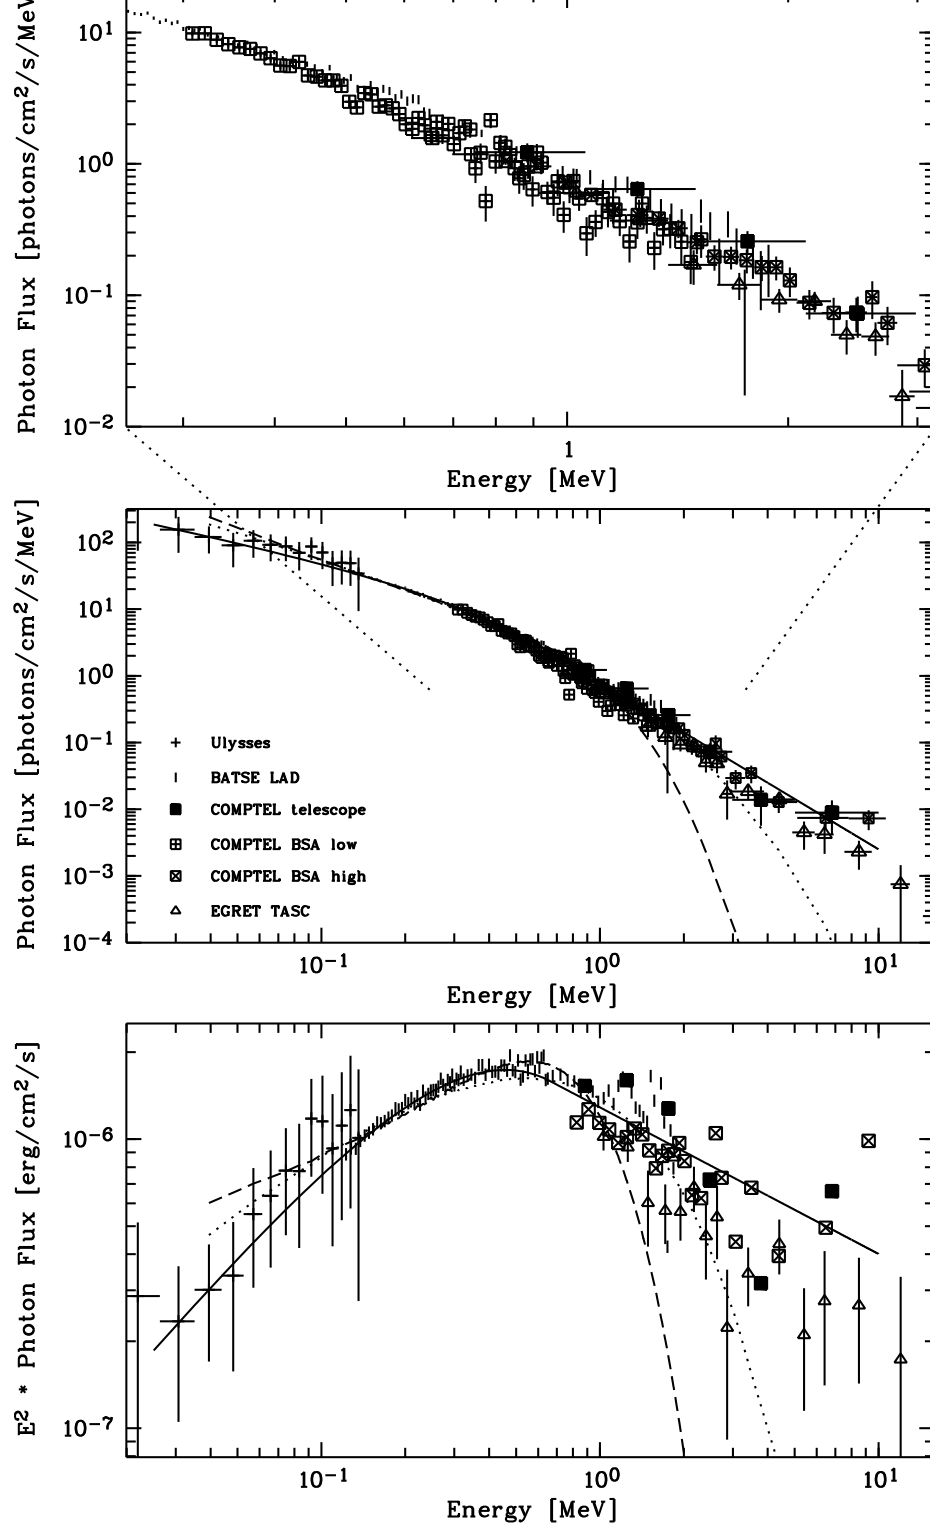 Photon Flux [photons/cm²/s/MeV]
10¹
10⁰
10⁻¹
10⁻²
1
Energy [MeV]
Photon Flux [photons/cm²/s/MeV]
10²
10¹
10⁰
10⁻¹
10⁻²
10⁻³
10⁻⁴
Ulysses
BATSE LAD
COMPTEL telescope
COMPTEL BSA low
COMPTEL BSA high
EGRET TASC
10⁻¹ 10⁰ 10¹
Energy [MeV]
E² * Photon Flux [erg/cm²/s]
10⁻⁶
10⁻⁷
10⁻¹ 10⁰ 10¹
Energy [MeV]